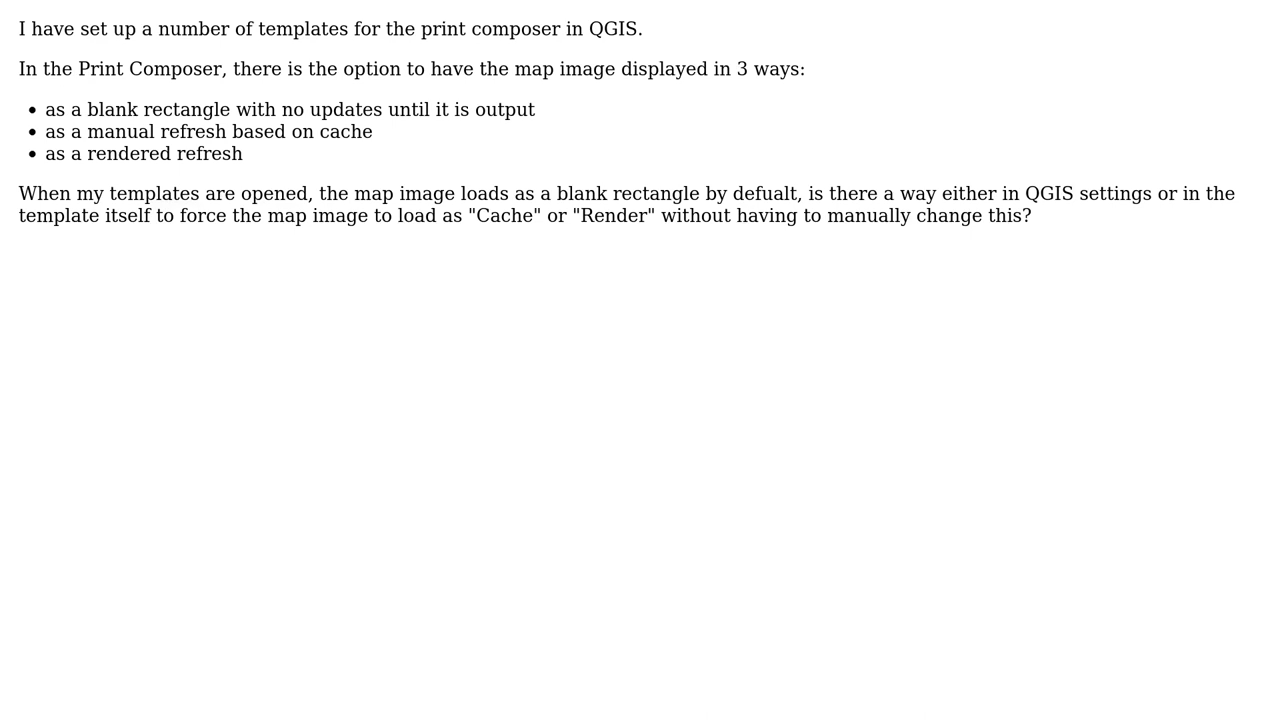 I have set up a number of templates for the print composer in QGIS.
In the Print Composer, there is the option to have the map image displayed in 3 ways:
• as a blank rectangle with no updates until it is output
• as a manual refresh based on cache
• as a rendered refresh
When my templates are opened, the map image loads as a blank rectangle by defualt, is there a way either in QGIS settings or in the
template itself to force the map image to load as "Cache" or "Render" without having to manually change this?